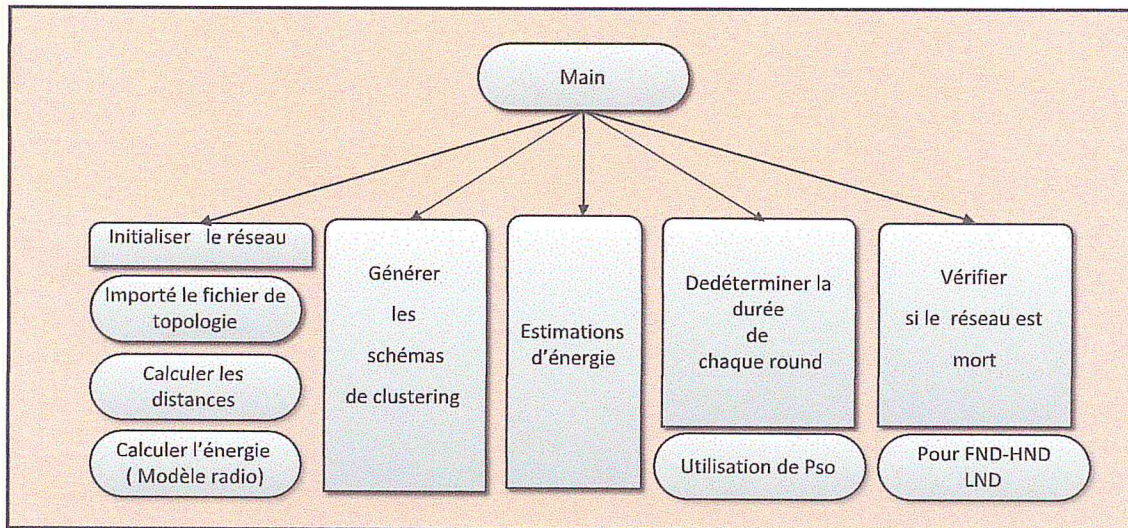 Main
Initialiser le réseau
Importé le fichier de
topologie
Calculer les
distances
Calculer l'énergie
( Modèle radio)
Générer
les
schémas
de clustering
Estimations
d'énergie
Dedéterminer la
durée
de
chaque round
Utilisation de Pso
Vérifier
si le réseau est
mort
Pour FND-HND
LND